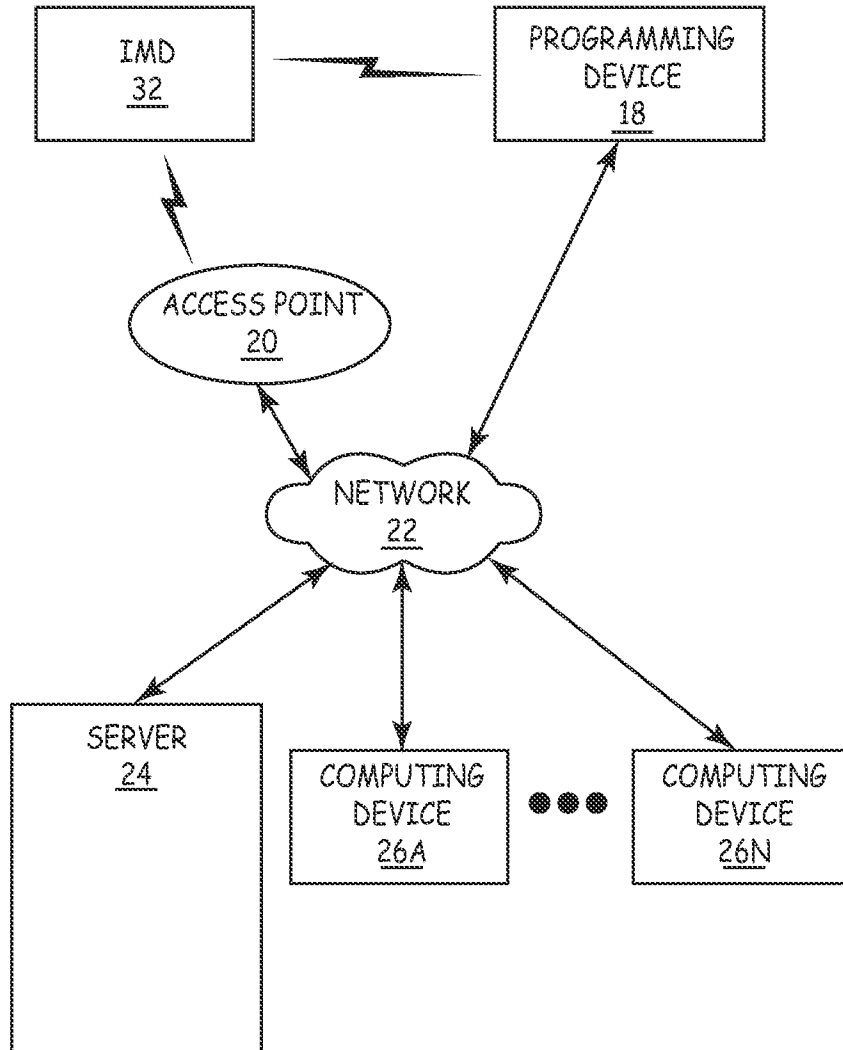 IMD
32
PROGRAMMING
DEVICE
18
ACCESS POINT
20
NETWORK
22
SERVER
24
COMPUTING
DEVICE
26A
COMPUTING
DEVICE
26N